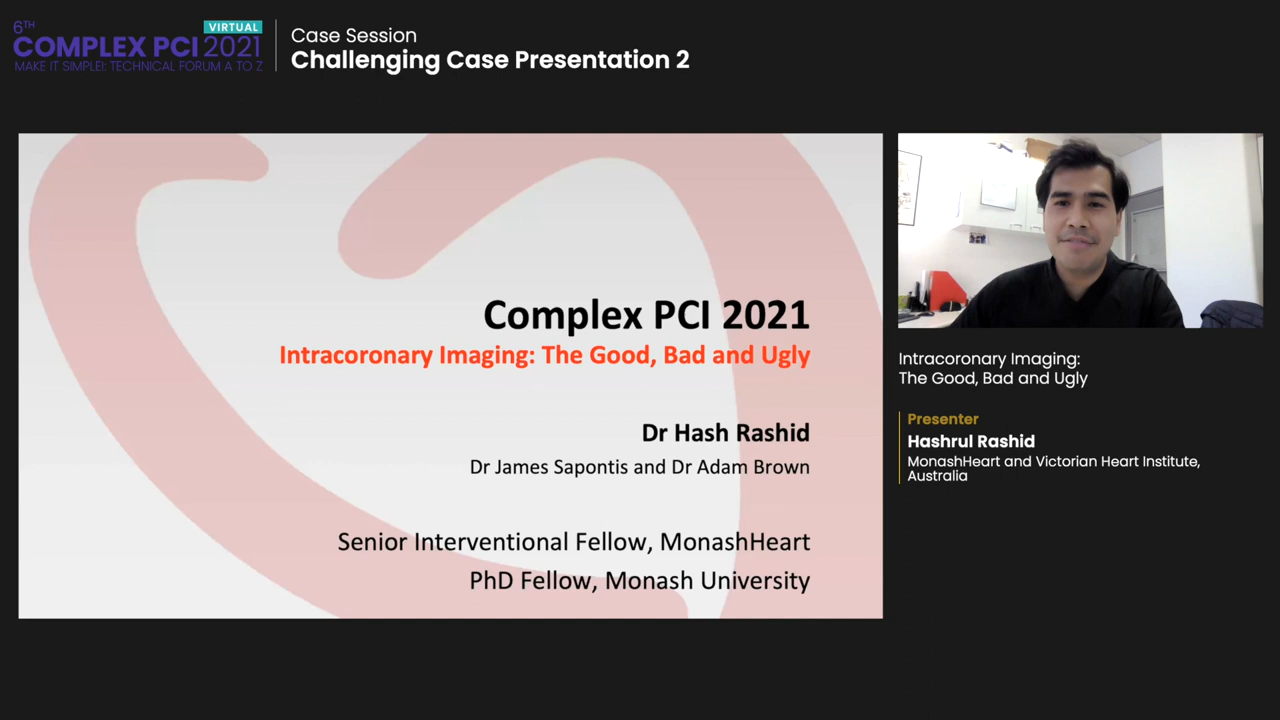 6TH
VIRTUAL
COMPLEX PCI 2021
MAKE IT SIMPLE!: TECHNICAL FORUM A TO Z
Case Session
Challenging Case Presentation 2
Complex PCI 2021
Intracoronary Imaging: The Good, Bad and Ugly
Dr Hash Rashid
Dr James Sapontis and Dr Adam Brown
Senior Interventional Fellow, MonashHeart
PhD Fellow, Monash University
Intracoronary Imaging:
The Good, Bad and Ugly
Presenter
Hashrul Rashid
MonashHeart and Victorian Heart Institute,
Australia